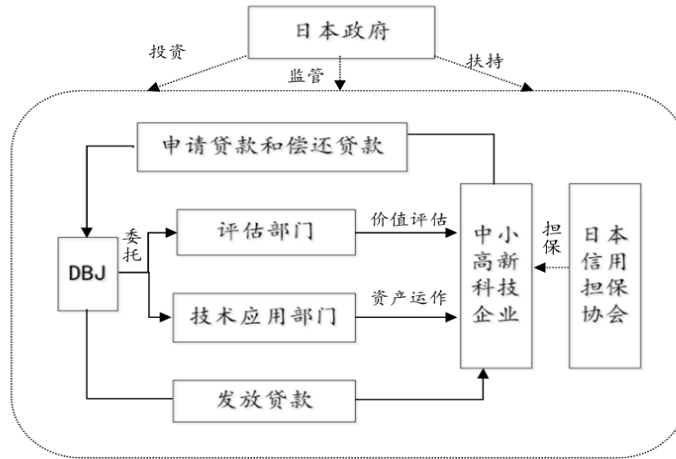 日本政府
投资
监管
扶持
申请贷款和偿还贷款
委
托
评估部门
价值评估
DBJ
技术应用部门
资产运作
中小
高新
科技
企业
担
保
日本
信用
担保
协会
发放贷款